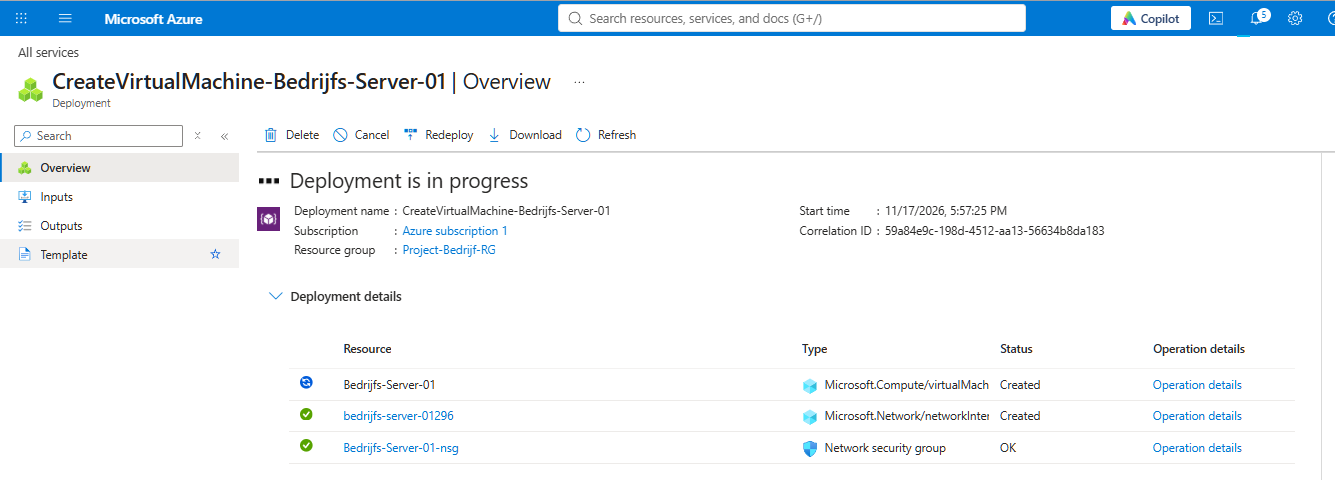 Microsoft Azure
Search resources, services, and docs (G+/)
Copilot
5
All services
CreateVirtualMachine-Bedrijfs-Server-01 | Overview ...
Deployment
Search
Delete Cancel Redeploy Download Refresh
Overview
Inputs
Outputs
Template
Deployment is in progress
Deployment name : CreateVirtualMachine-Bedrijfs-Server-01
Subscription : Azure subscription 1
Resource group : Project-Bedrijf-RG
Start time : 11/17/2026, 5:57:25 PM
Correlation ID : 59a84e9c-198d-4512-aa13-56634b8da183
Deployment details
Resource Type Status Operation details
Bedrijfs-Server-01 Microsoft.Compute/virtualMach Created Operation details
bedrijfs-server-01296 Microsoft.Network/networkInter Created Operation details
Bedrijfs-Server-01-nsg Network security group OK Operation details